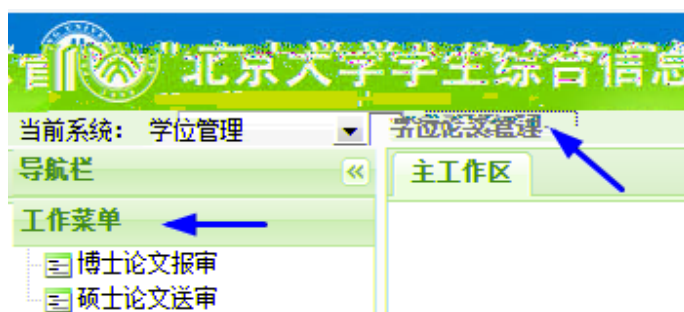 北京大学学生综合信息
当前系统： 学位管理 学位论文管理
导航栏 主工作区
工作菜单
博士论文报审
硕士论文送审